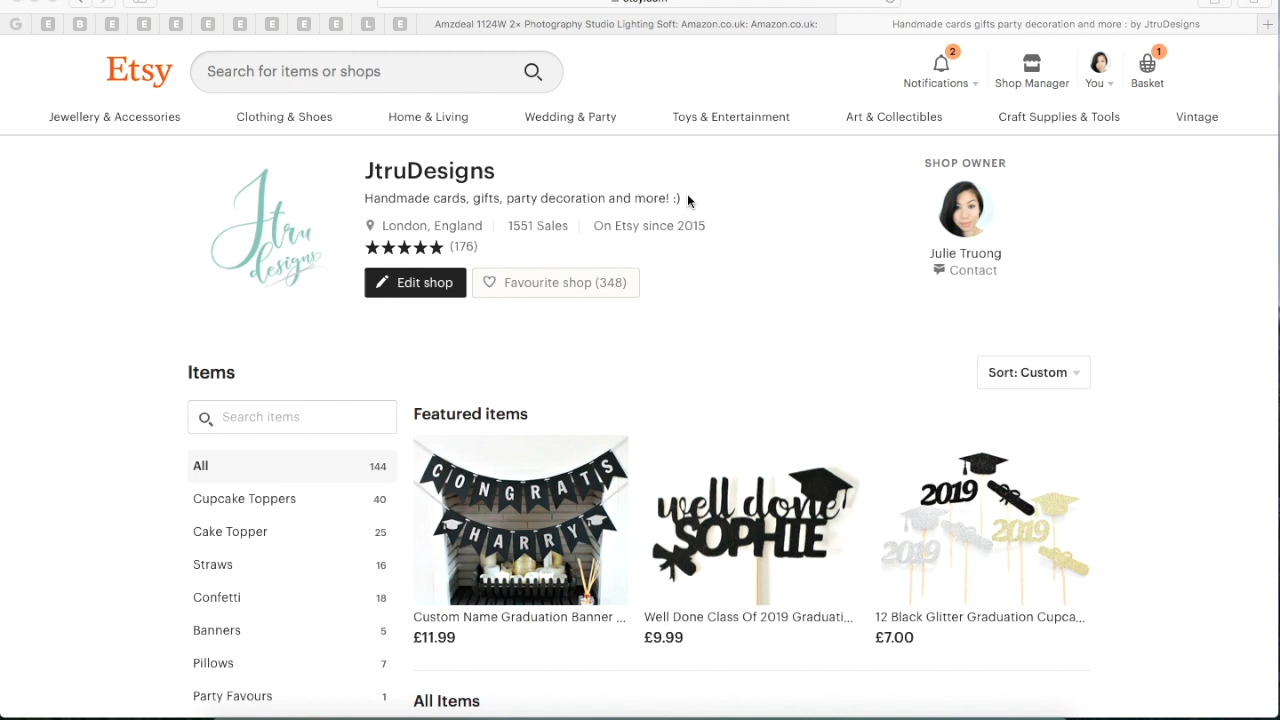 G E B E E E E E E E E L E Amzdeal 1124W 2× Photography Studio Lighting Soft: Amazon.co.uk: Amazon.co.uk: Handmade cards gifts party decoration and more : by JtruDesigns +
Etsy Search for items or shops
2
1
Notifications Shop Manager You Basket
Jewellery & Accessories Clothing & Shoes Home & Living Wedding & Party Toys & Entertainment Art & Collectibles Craft Supplies & Tools Vintage
Jtru
designs
JtruDesigns
Handmade cards, gifts, party decoration and more! :)
London, England 1551 Sales On Etsy since 2015
(176)
Edit shop Favourite shop (348)
SHOP OWNER
Julie Truong
Contact
Items
Sort: Custom
Search items
All 144
Cupcake Toppers 40
Cake Topper 25
Straws 16
Confetti 18
Banners 5
Pillows 7
Party Favours 1
Featured items
CONGRATS
HARRY
well done
SOPHIE
2019
2019
2019
Custom Name Graduation Banner ...
£11.99
Well Done Class Of 2019 Graduati...
£9.99
12 Black Glitter Graduation Cupca...
£7.00
All Items